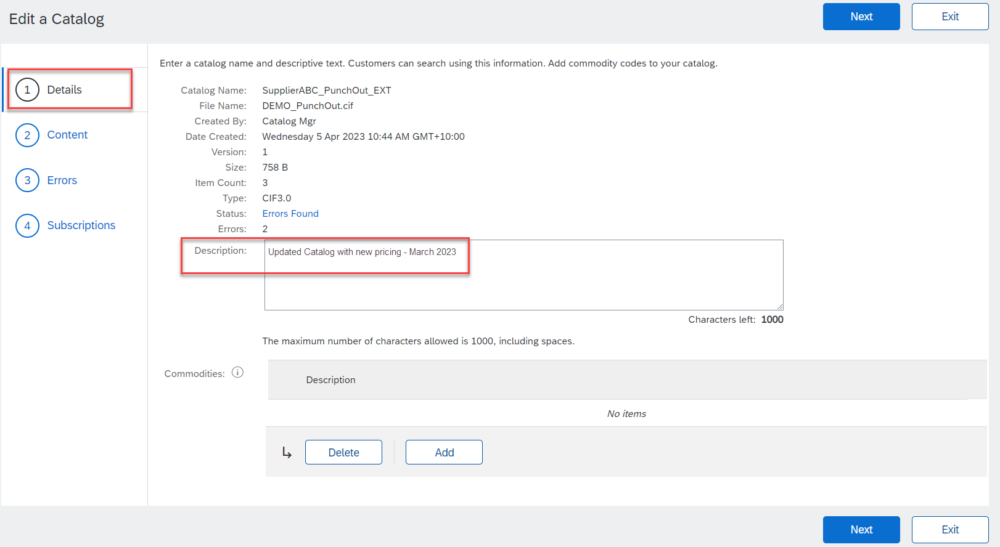 Edit a Catalog
Next
Exit
1 Details
2 Content
3 Errors
4 Subscriptions
Enter a catalog name and descriptive text. Customers can search using this information. Add commodity codes to your catalog.
Catalog Name: SupplierABC_PunchOut_EXT
File Name: DEMO_PunchOut.cif
Created By: Catalog Mgr
Date Created: Wednesday 5 Apr 2023 10:44 AM GMT+10:00
Version: 1
Size: 758 B
Item Count: 3
Type: CIF3.0
Status: Errors Found
Errors: 2
Description: Updated Catalog with new pricing - March 2023
Characters left: 1000
The maximum number of characters allowed is 1000, including spaces.
Commodities: i
Description
No items
Delete
Add
Next
Exit